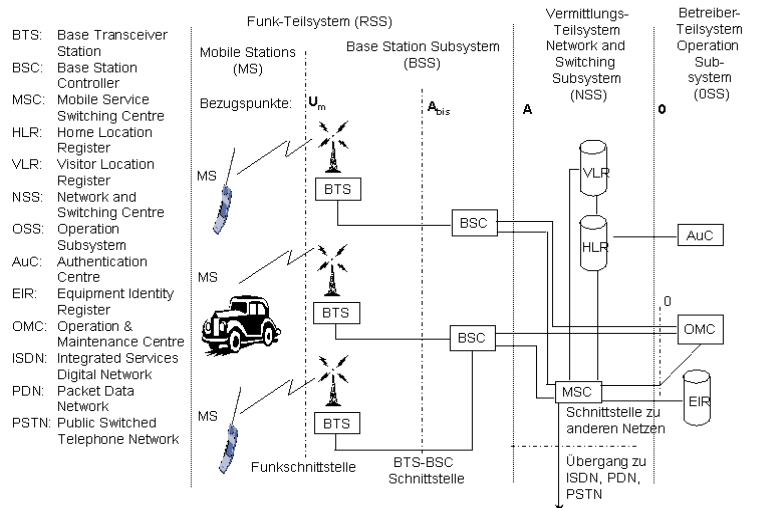 BTS: Base Transceiver
Station
BSC: Base Station
Controller
MSC: Mobile Service
Switching Centre
HLR: Home Location
Register
VLR: Visitor Location
Register
NSS: Network and
Switching Centre
OSS: Operation
Subsystem
AuC: Authentication
Centre
EIR: Equipment Identity
Register
OMC: Operation &
Maintenance Centre
ISDN: Integrated Services
Digital Network
PDN: Packet Data
Network
PSTN: Public Switched
Telephone Network
Funk-Teilsystem (RSS)
Mobile Stations
(MS)
Base Station Subsystem
(BSS)
Vermittlungs-
Teilsystem
Network and
Switching
Subsystem
(NSS)
Betreiber-
Teilsystem
Operation
Sub-
system
(0SS)
Bezugspunkte:
Um
Abis
A
0
MS
BTS
BSC
VLR
HLR
AuC
MS
BTS
BSC
0
OMC
MSC
EIR
MS
BTS
Schnittstelle zu
anderen Netzen
Funkschnittstelle
BTS-BSC
Schnittstelle
Übergang zu
ISDN, PDN,
PSTN